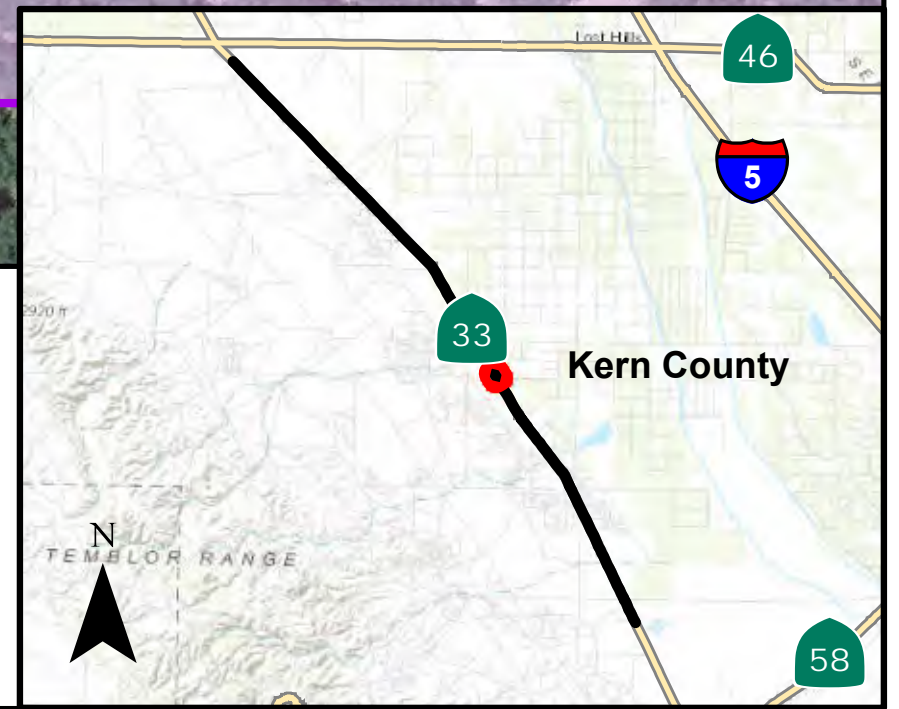 Lost Hills
46
S E
5
2920 ft
33
Kern County
N
TEMBLOR RANGE
58